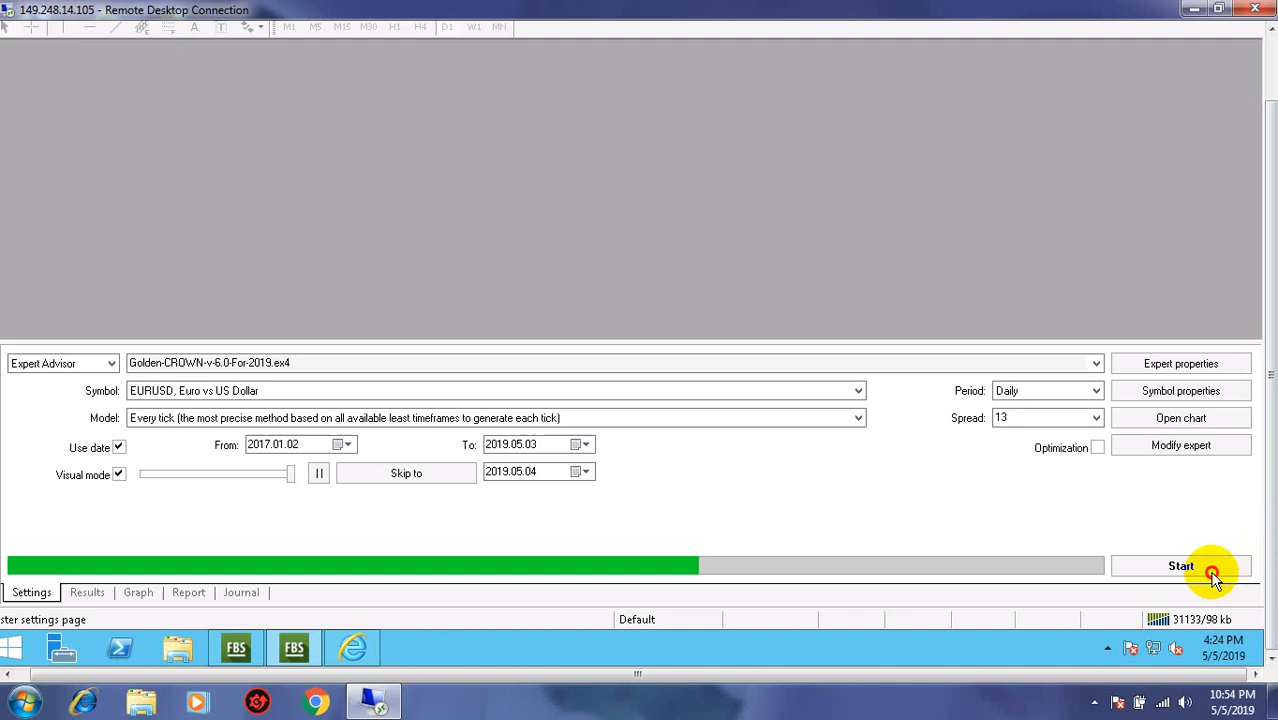 149.248.14.105 - Remote Desktop Connection
A T M1 M5 M15 M30 H1 H4 D1 W1 MN
Expert Advisor Golden-CROWN-v-6.0-For-2019.ex4 Expert properties
Symbol: EURUSD, Euro vs US Dollar Period: Daily Symbol properties
Model: Every tick (the most precise method based on all available least timeframes to generate each tick) Spread: 13 Open chart
Use date From: 2017.01.02 To: 2019.05.03 Optimization Modify expert
Visual mode Skip to 2019.05.04
Start
Settings Results Graph Report Journal
ster settings page Default 31133/98 kb
FBS FBS 4:24 PM
5/5/2019
10:54 PM
5/5/2019